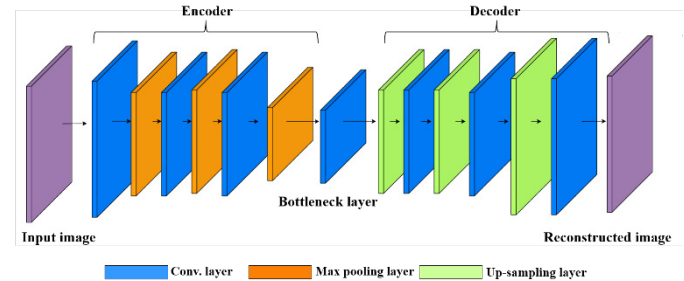 Encoder
Decoder
Bottleneck layer
Input image
Reconstructed image
Conv. layer
Max pooling layer
Up-sampling layer